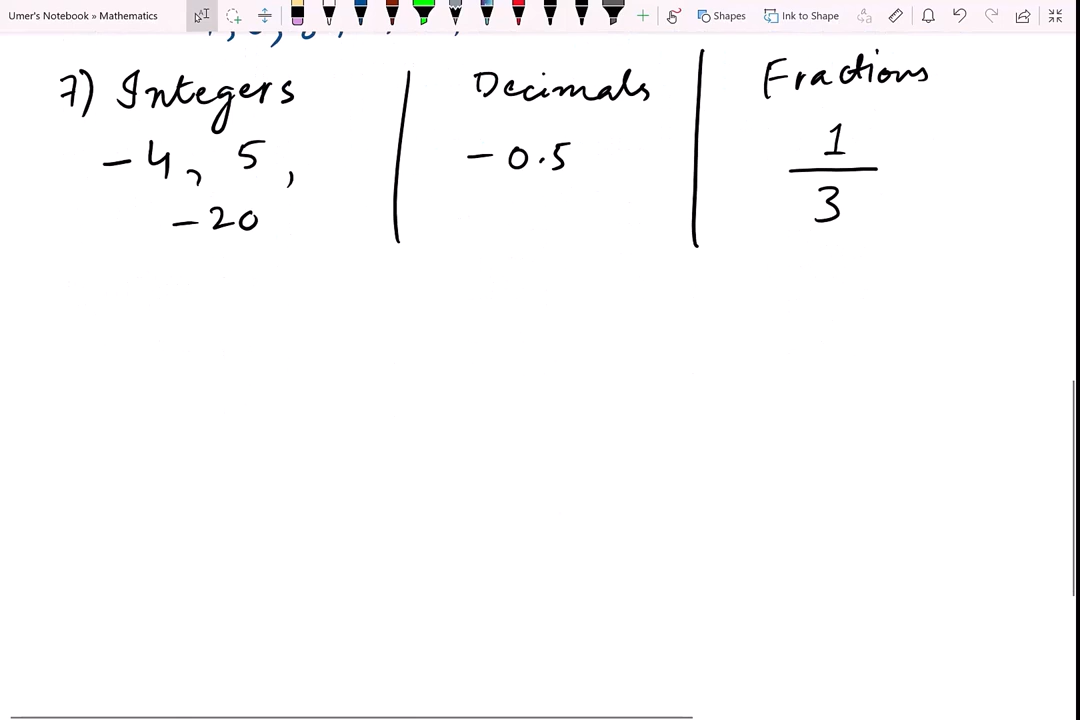 Umer's Notebook » Mathematics
Shapes
Ink to Shape
7) Integers
-4, 5,
-20
Decimals
-0.5
Fractions
1
3